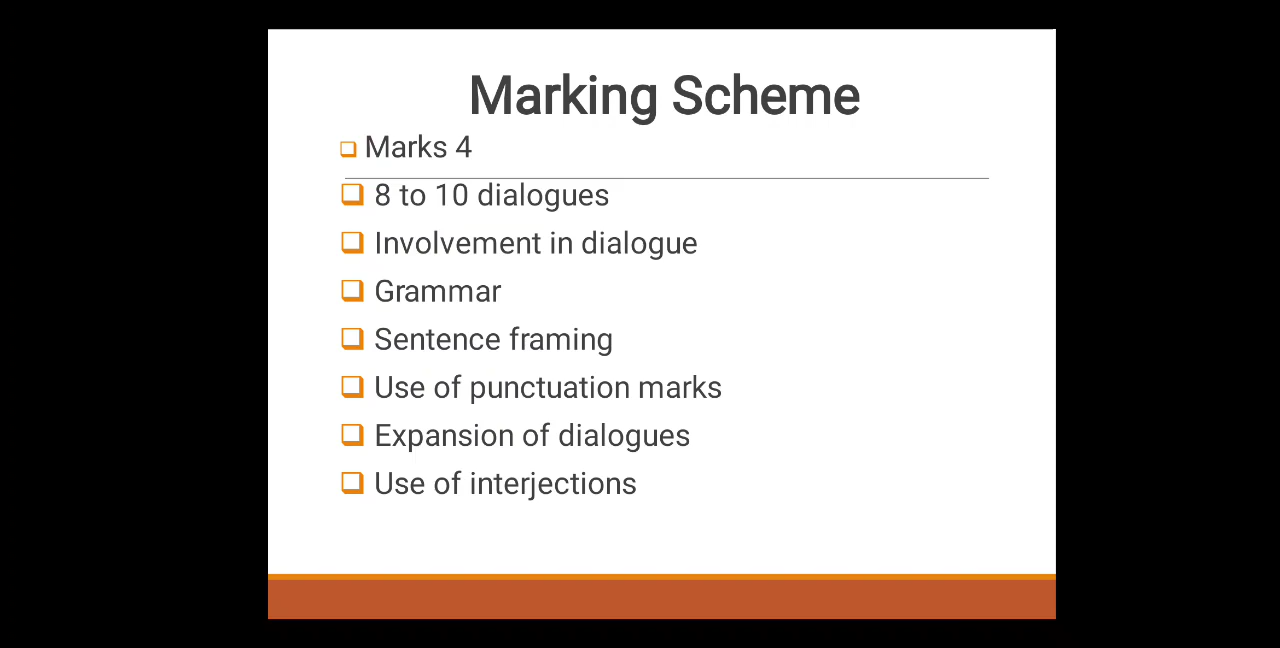 Marking Scheme
Marks 4
8 to 10 dialogues
Involvement in dialogue
Grammar
Sentence framing
Use of punctuation marks
Expansion of dialogues
Use of interjections